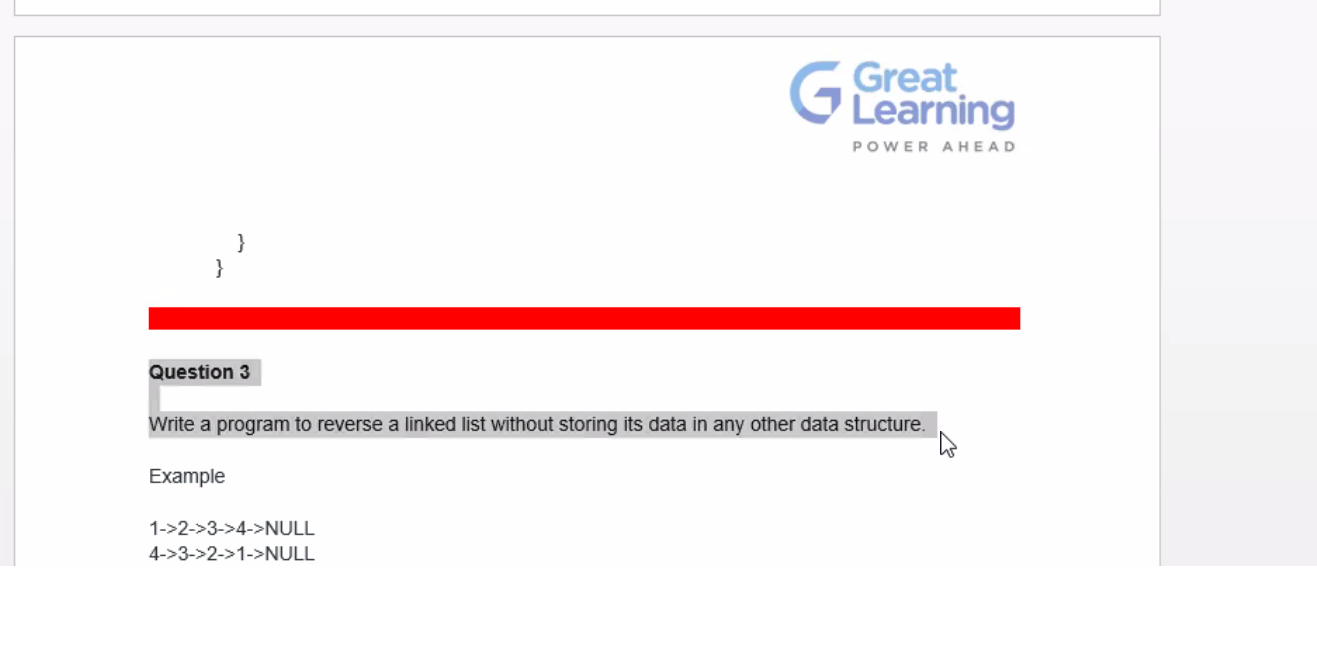 Great
Learning
POWER AHEAD
}
}
Question 3
Write a program to reverse a linked list without storing its data in any other data structure.
Example
1->2->3->4->NULL
4->3->2->1->NULL